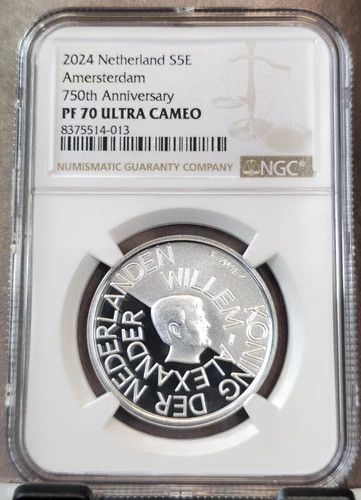 2024 Netherland S5E
Amersterdam
750th Anniversary
PF 70 ULTRA CAMEO
8375514-013
NUMISMATIC GUARANTY COMPANY
NGC
WILLEM-ALEXANDER
KONING DER NEDERLANDEN